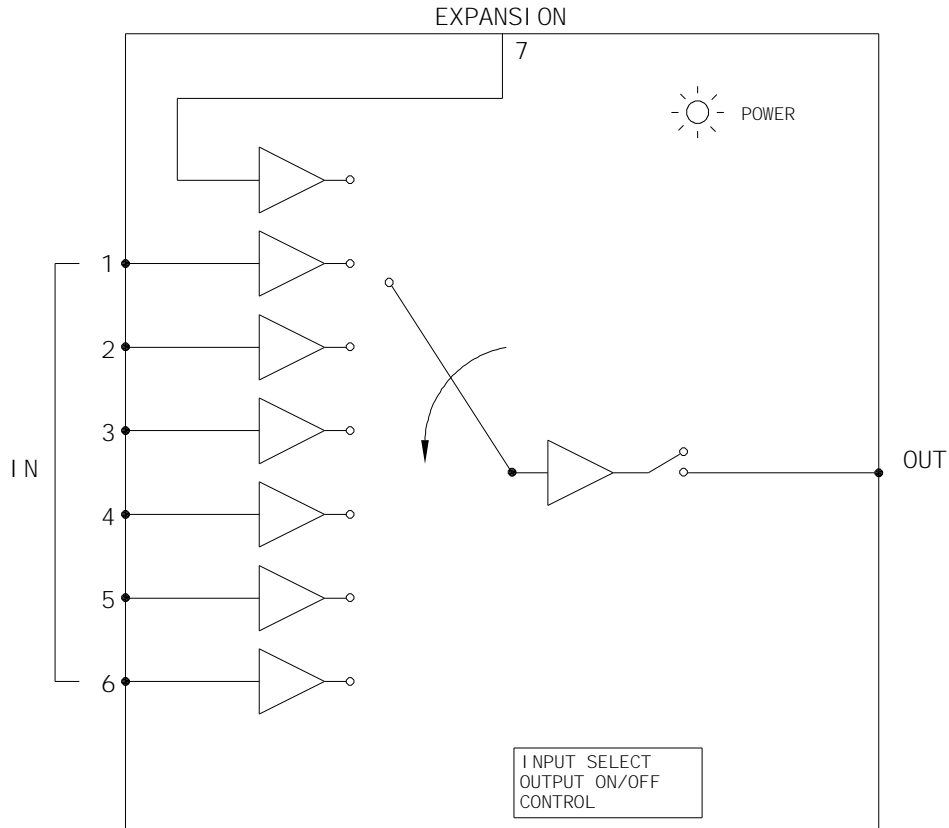 EXPANSION
7
POWER
1
2
3
IN
OUT
4
5
6
INPUT SELECT
OUTPUT ON/OFF
CONTROL